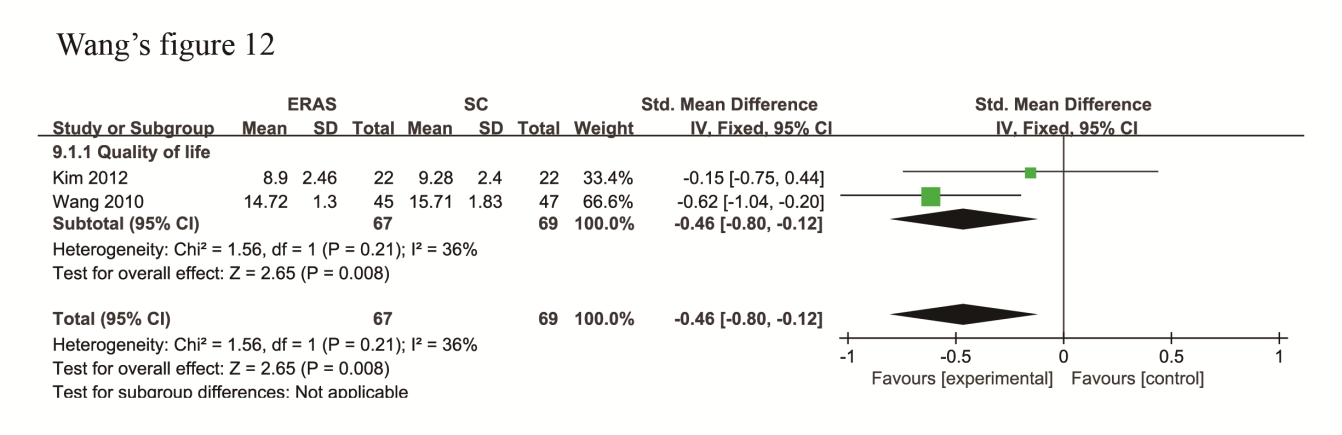 Wang's figure 12
ERAS SC Std. Mean Difference Std. Mean Difference
Study or Subgroup Mean SD Total Mean SD Total Weight IV, Fixed, 95% CI IV, Fixed, 95% CI
9.1.1 Quality of life
Kim 2012 8.9 2.46 22 9.28 2.4 22 33.4% -0.15 [-0.75, 0.44]
Wang 2010 14.72 1.3 45 15.71 1.83 47 66.6% -0.62 [-1.04, -0.20]
Subtotal (95% CI) 67 69 100.0% -0.46 [-0.80, -0.12]
Heterogeneity: Chi² = 1.56, df = 1 (P = 0.21); I² = 36%
Test for overall effect: Z = 2.65 (P = 0.008)
Total (95% CI) 67 69 100.0% -0.46 [-0.80, -0.12]
Heterogeneity: Chi² = 1.56, df = 1 (P = 0.21); I² = 36%
Test for overall effect: Z = 2.65 (P = 0.008)
Test for subgroup differences: Not applicable
-1 -0.5 0 0.5 1
Favours [experimental] Favours [control]